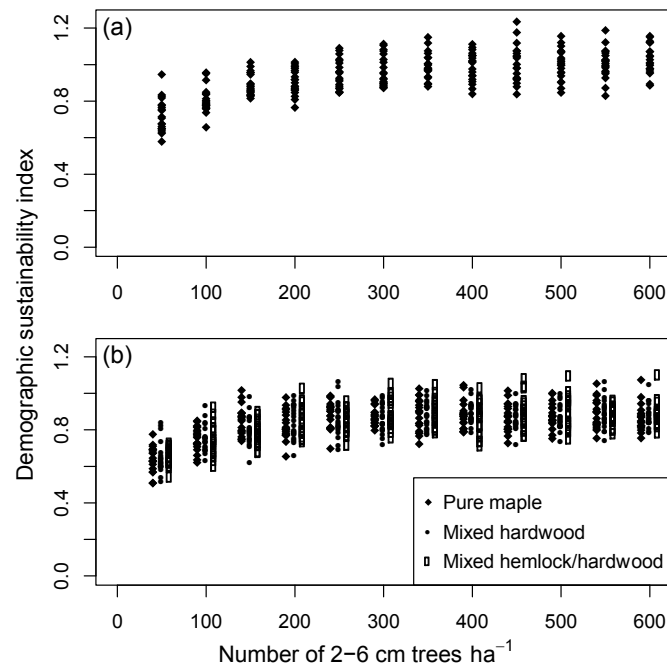 (a)
1.2
0.8
0.4
0.0
0 100 200 300 400 500 600
Demographic sustainability index
(b)
1.2
0.8
0.4
0.0
Pure maple
Mixed hardwood
Mixed hemlock/hardwood
0 100 200 300 400 500 600
Number of 2−6 cm trees ha⁻¹